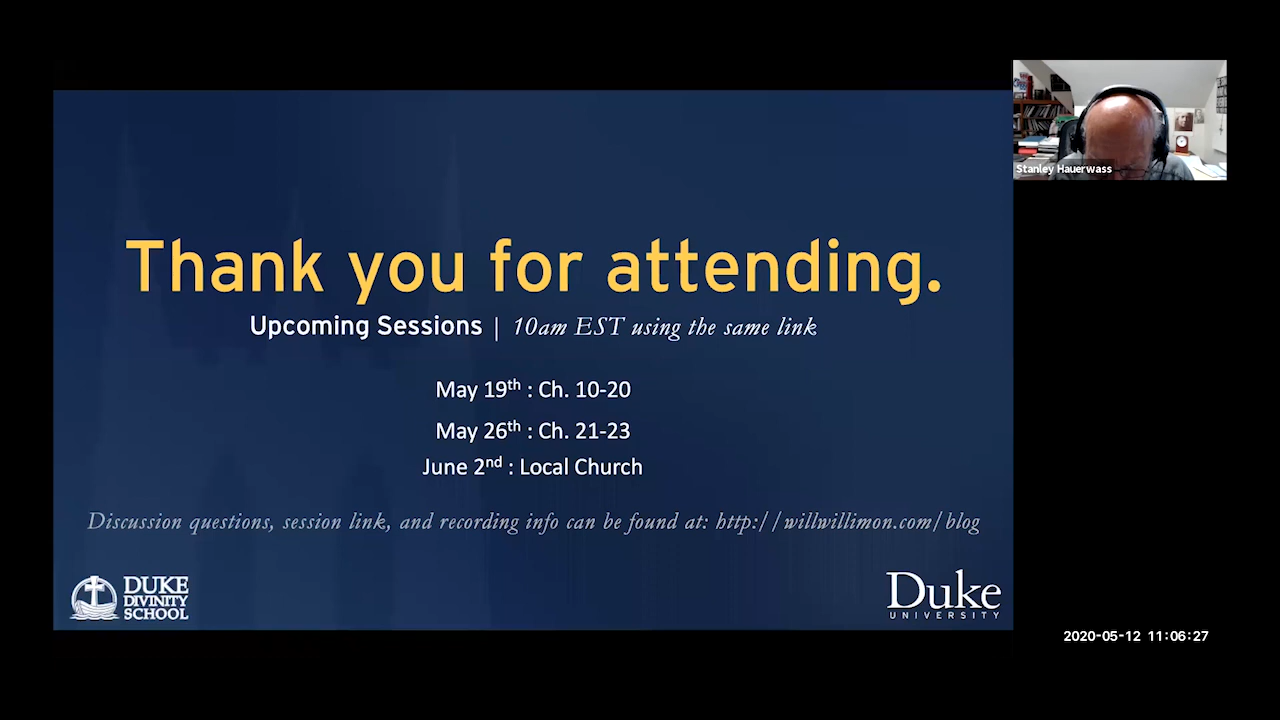 Thank you for attending.
Upcoming Sessions | 10am EST using the same link
May 19th : Ch. 10-20
May 26th : Ch. 21-23
June 2nd : Local Church
Discussion questions, session link, and recording info can be found at: http://willwillimon.com/blog
DUKE
DIVINITY
SCHOOL
Duke
UNIVERSITY
Stanley Hauerwass
2020-05-12 11:06:27